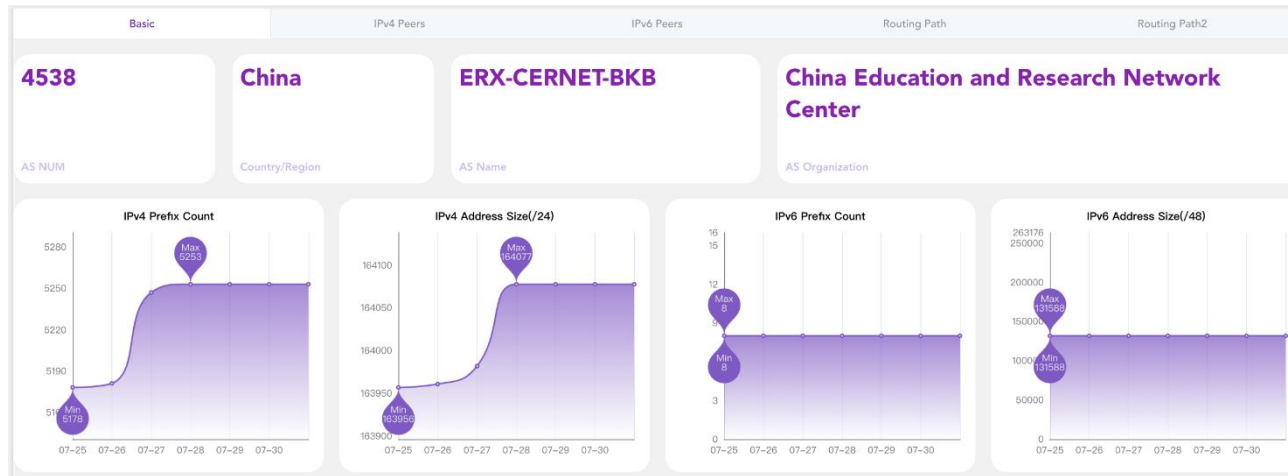 Basic
IPv4 Peers
IPv6 Peers
Routing Path
Routing Path2
4538
AS NUM
China
Country/Region
ERX-CERNET-BKB
AS Name
China Education and Research Network
Center
AS Organization
IPv4 Prefix Count
5280
5250
5220
5190
Max
5253
Min
5178
07-25 07-26 07-27 07-28 07-29 07-30
IPv4 Address Size(/24)
164100
164050
164000
163950
163900
Max
164077
Min
163956
07-25 07-26 07-27 07-28 07-29 07-30
IPv6 Prefix Count
16
15
12
9
3
0
Max
8
Min
8
07-25 07-26 07-27 07-28 07-29 07-30
IPv6 Address Size(/48)
263176
250000
200000
150000
50000
0
Max
131588
Min
131588
07-25 07-26 07-27 07-28 07-29 07-30